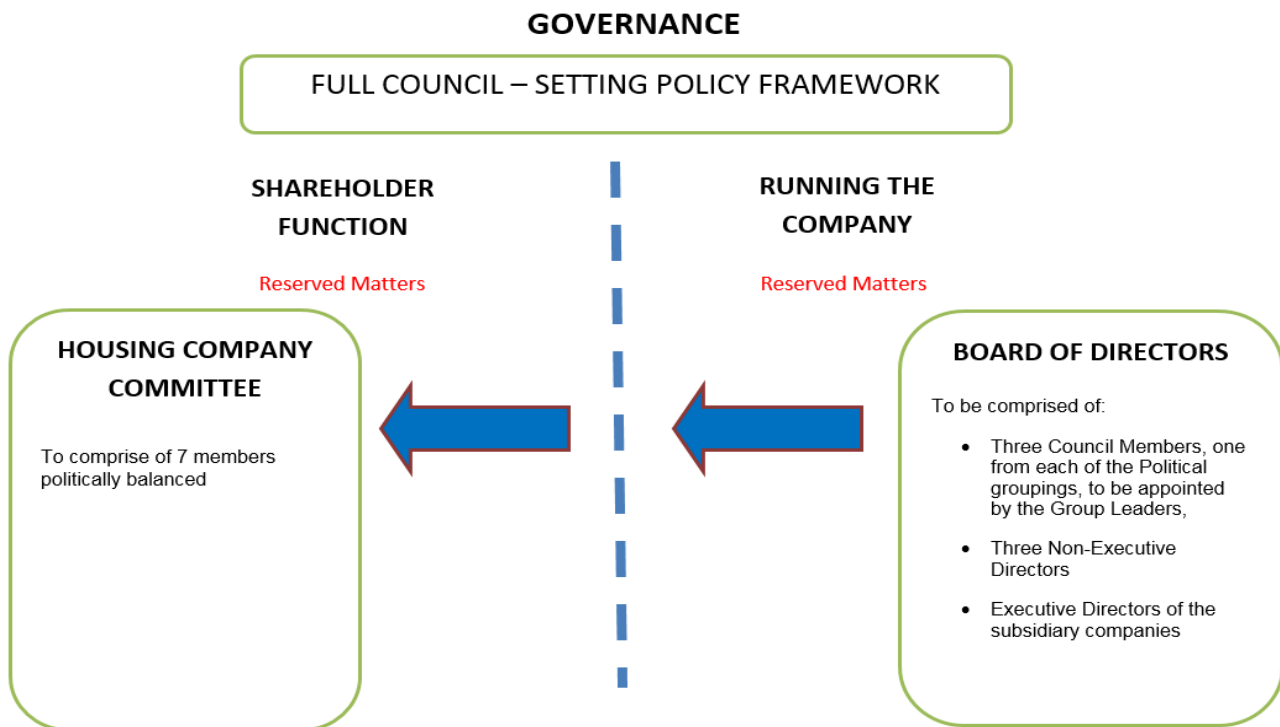 GOVERNANCE
FULL COUNCIL – SETTING POLICY FRAMEWORK
SHAREHOLDER
FUNCTION
Reserved Matters
HOUSING COMPANY
COMMITTEE
To comprise of 7 members
politically balanced
RUNNING THE
COMPANY
Reserved Matters
BOARD OF DIRECTORS
To be comprised of:
• Three Council Members, one
from each of the Political
groupings, to be appointed
by the Group Leaders,
• Three Non-Executive
Directors
• Executive Directors of the
subsidiary companies